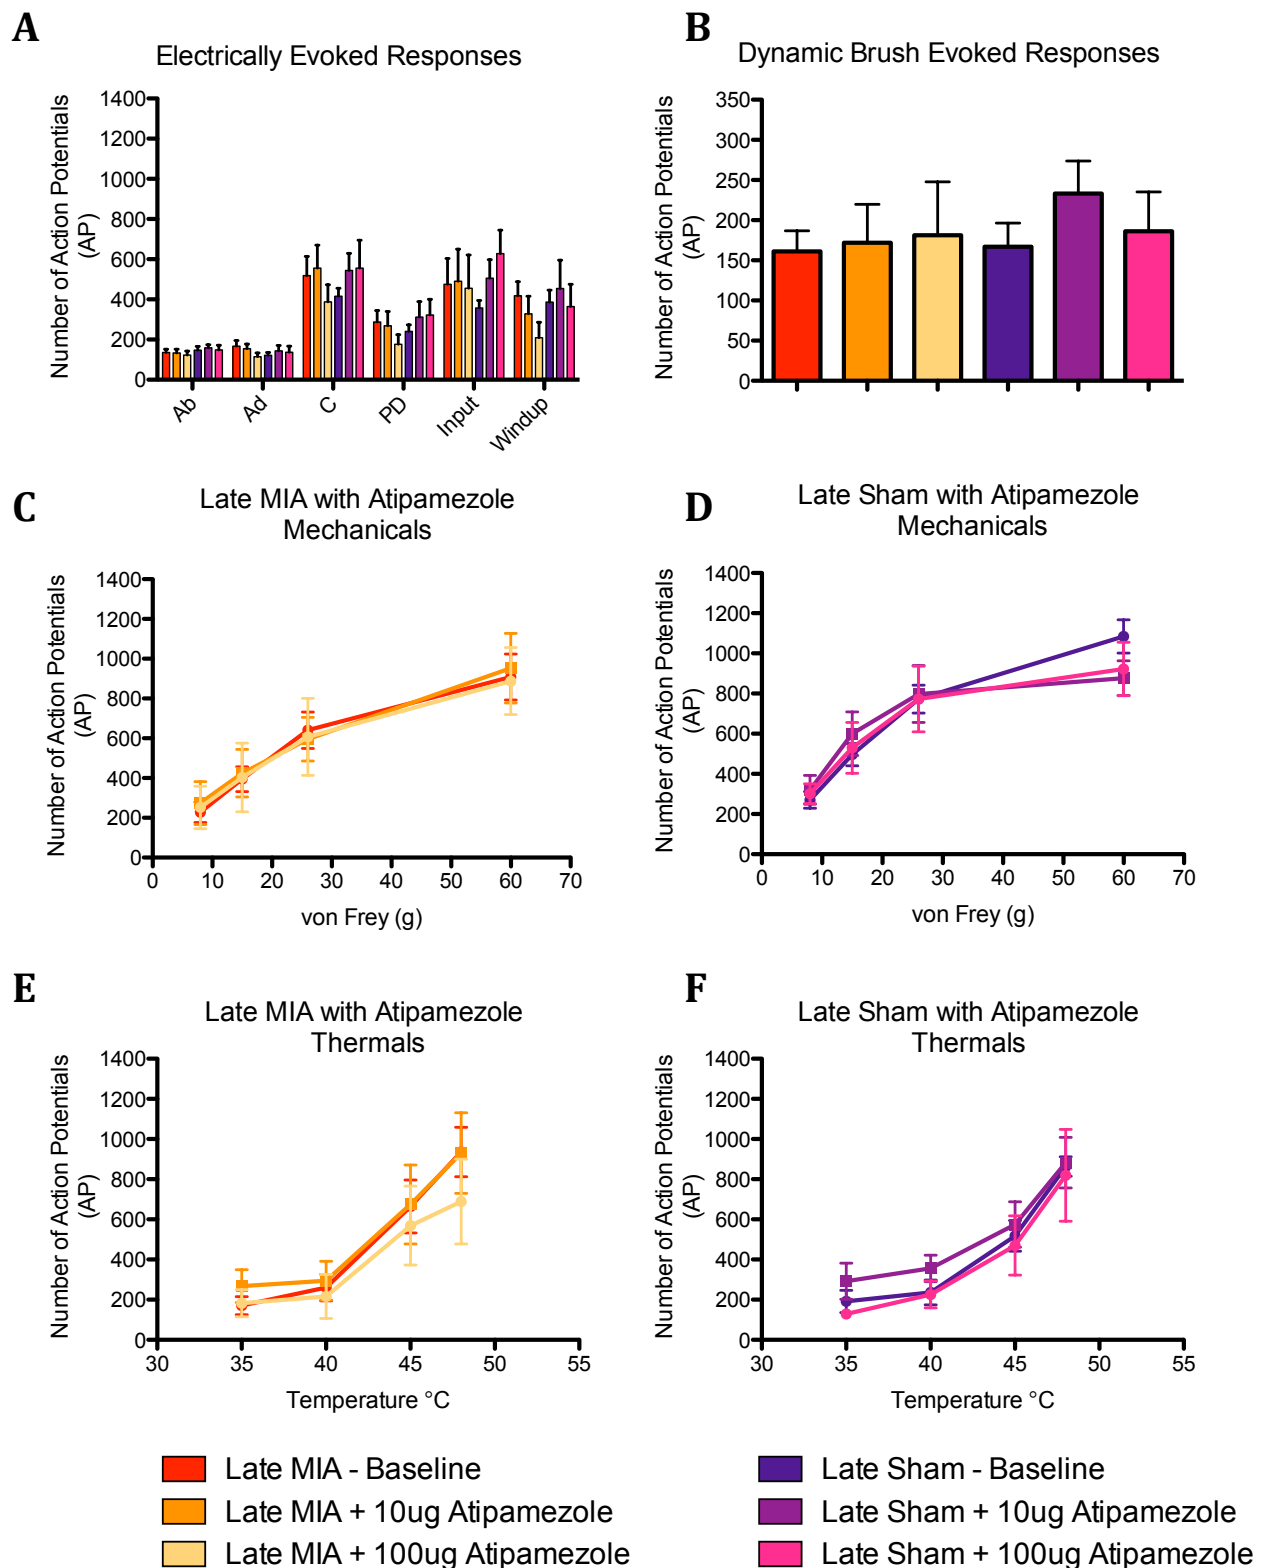 A
Electrically Evoked Responses
Number of Action Potentials
(AP)
1400
1200
1000
800
600
400
200
0
Ab
Ad
C
PD
Input
Windup
B
Dynamic Brush Evoked Responses
Number of Action Potentials
(AP)
350
300
250
200
150
100
50
0
C
Late MIA with Atipamezole
Mechanicals
Number of Action Potentials
(AP)
1400
1200
1000
800
600
400
200
0
0 10 20 30 40 50 60 70
von Frey (g)
D
Late Sham with Atipamezole
Mechanicals
Number of Action Potentials
(AP)
1400
1200
1000
800
600
400
200
0
0 10 20 30 40 50 60 70
von Frey (g)
E
Late MIA with Atipamezole
Thermals
Number of Action Potentials
(AP)
1400
1200
1000
800
600
400
200
0
30 35 40 45 50 55
Temperature °C
F
Late Sham with Atipamezole
Thermals
Number of Action Potentials
(AP)
1400
1200
1000
800
600
400
200
0
30 35 40 45 50 55
Temperature °C
Late MIA - Baseline
Late MIA + 10ug Atipamezole
Late MIA + 100ug Atipamezole
Late Sham - Baseline
Late Sham + 10ug Atipamezole
Late Sham + 100ug Atipamezole